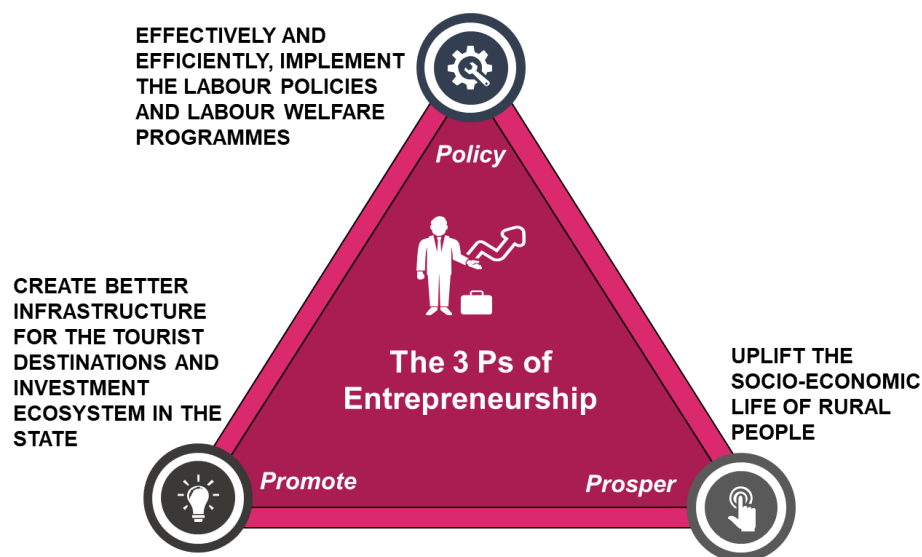 EFFECTIVELY AND
EFFICIENTLY, IMPLEMENT
THE LABOUR POLICIES
AND LABOUR WELFARE
PROGRAMMES
Policy
CREATE BETTER
INFRASTRUCTURE
FOR THE TOURIST
DESTINATIONS AND
INVESTMENT
ECOSYSTEM IN THE
STATE
The 3 Ps of
Entrepreneurship
UPLIFT THE
SOCIO-ECONOMIC
LIFE OF RURAL
PEOPLE
Promote
Prosper